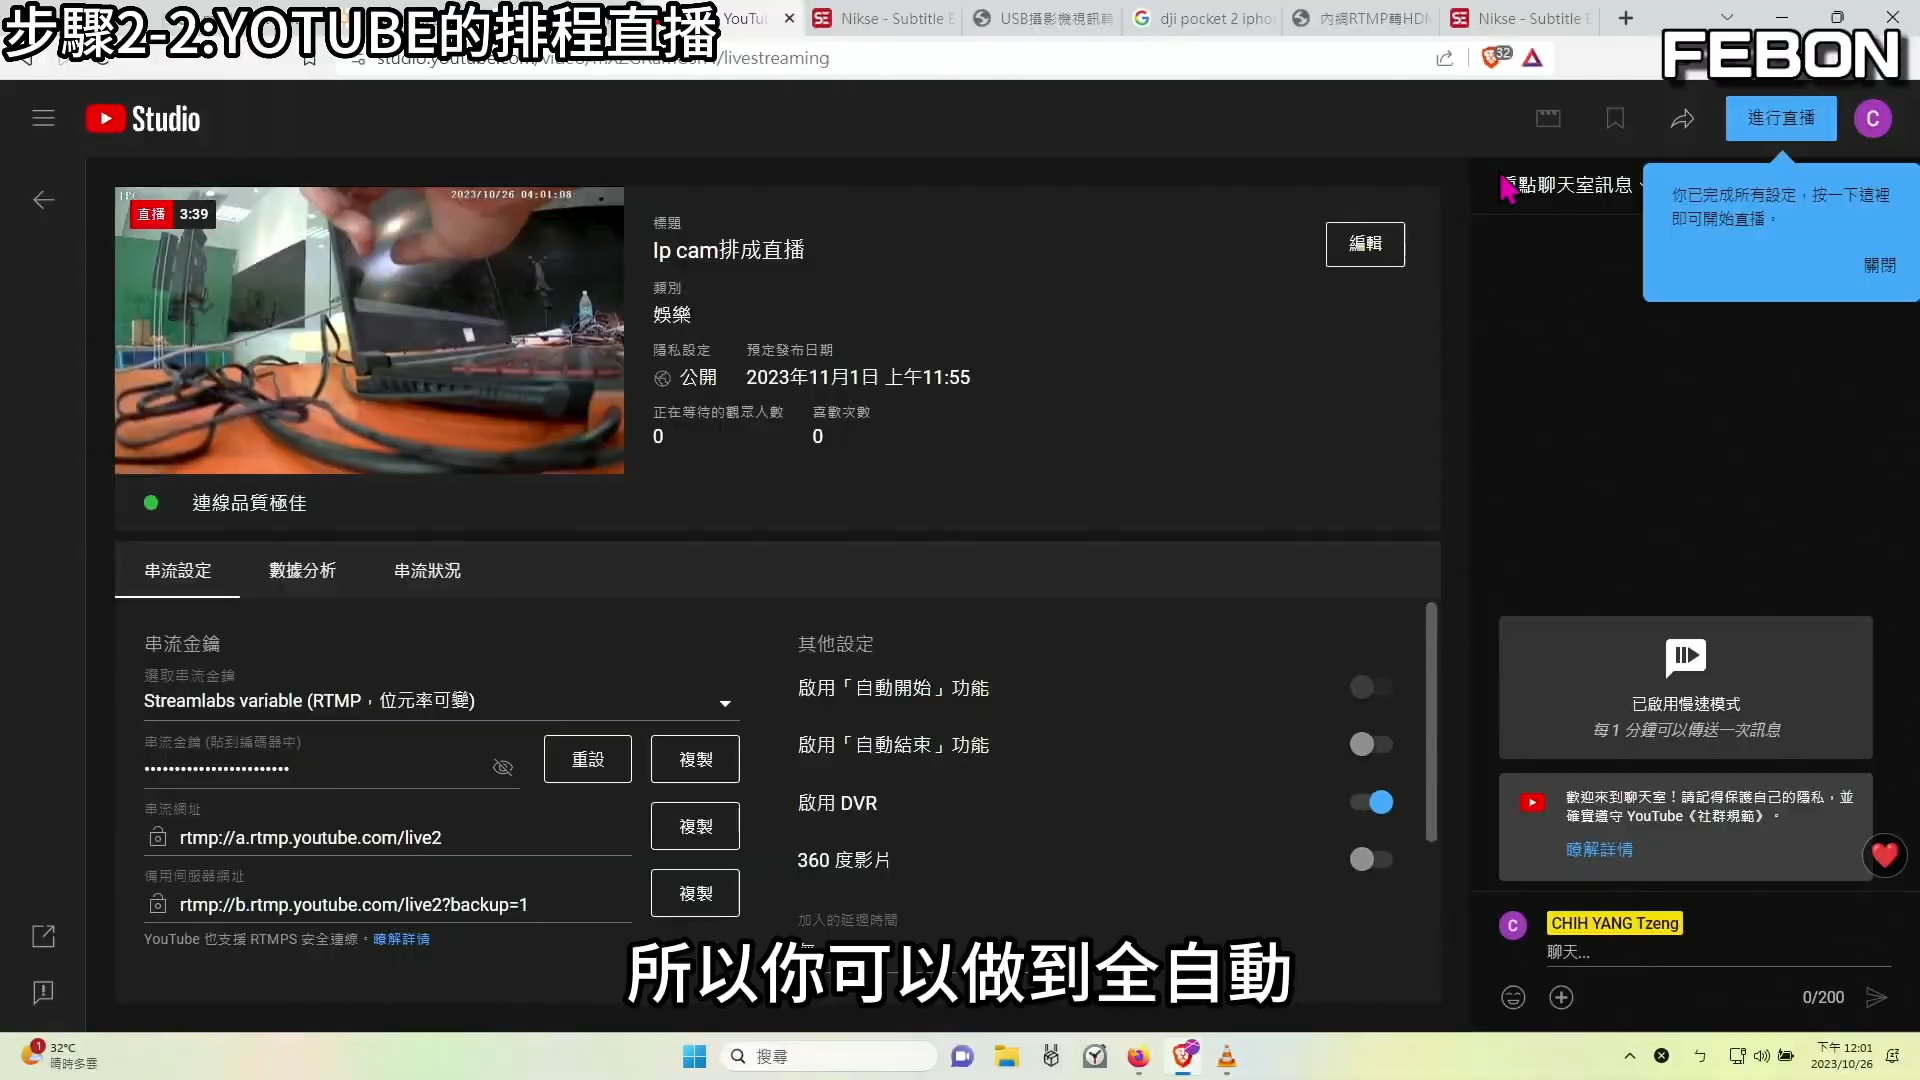 步驟2-2:YOTUBE的排程直播
FEBON
Nikse - Subtitle E
USB攝影機視訊轉
dji pocket 2 ipho
內網RTMP轉HDM
Nikse - Subtitle E
/livestreaming
32
Studio
進行直播
C
2023/10/26 04:01:08
直播 3:39
標題
Ip cam排成直播
編輯
類別
娛樂
隱私設定
預定發布日期
公開
2023年11月1日 上午11:55
正在等待的觀眾人數
喜歡次數
0
0
連線品質極佳
點聊天室訊息
你已完成所有設定，按一下這裡
即可開始直播。
關閉
串流設定
數據分析
串流狀況
串流金鑰
選取串流金鑰
Streamlabs variable (RTMP，位元率可變)
串流金鑰 (貼到編碼器中)
••••••••••••••••••••••••
重設
複製
串流網址
rtmp://a.rtmp.youtube.com/live2
複製
備用伺服器網址
rtmp://b.rtmp.youtube.com/live2?backup=1
複製
YouTube 也支援 RTMPS 安全連線。瞭解詳情
其他設定
啟用「自動開始」功能
啟用「自動結束」功能
啟用 DVR
360 度影片
加入的延遲時間
已啟用慢速模式
每 1 分鐘可以傳送一次訊息
歡迎來到聊天室！請記得保護自己的隱私，並
確實遵守 YouTube《社群規範》。
瞭解詳情
C
CHIH YANG Tzeng
聊天...
0/200
所以你可以做到全自動
1
32°C
晴時多雲
搜尋
ㄅ
下午 12:01
2023/10/26